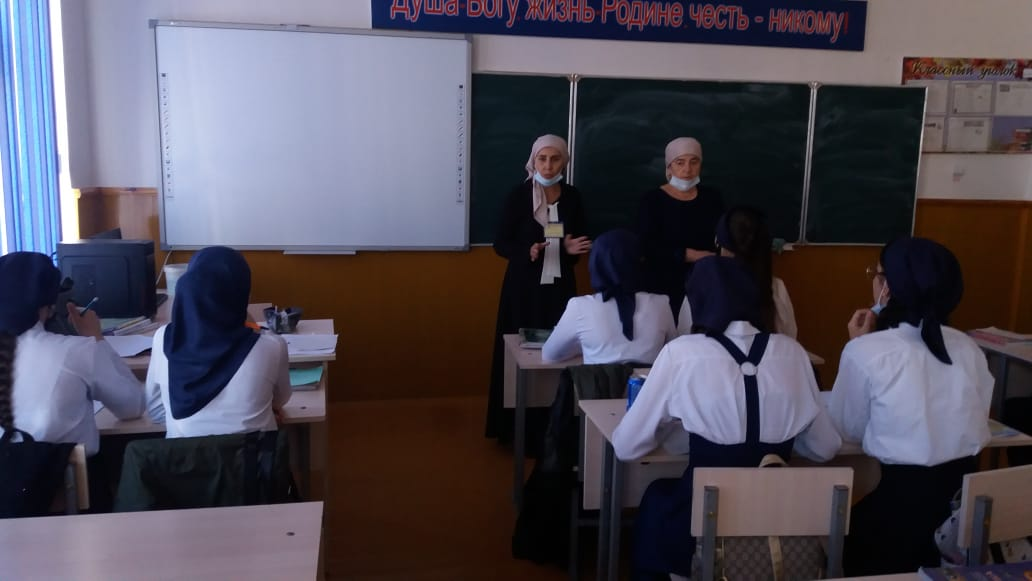 Душа-Богу жизнь-Родине честь - никому!
Классный уголок